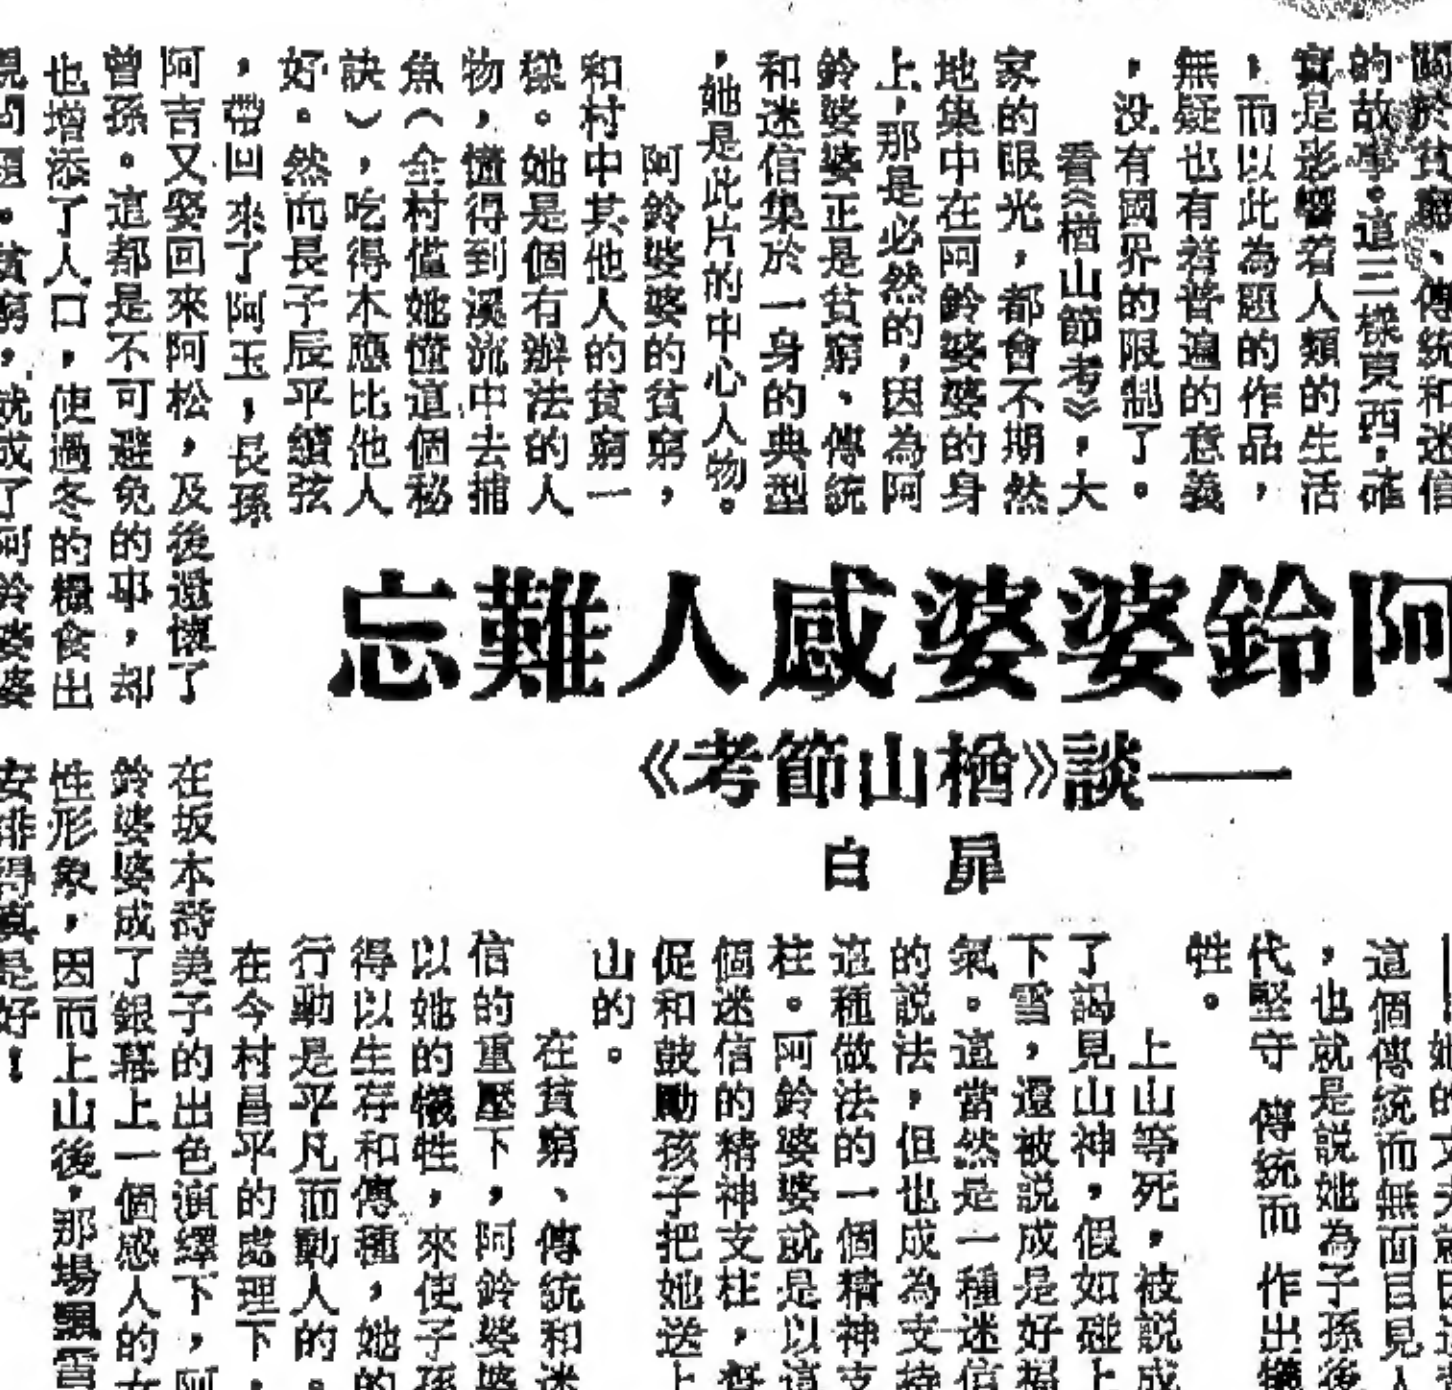 阿鈴婆婆感人難忘
——談《楢山節考》
扉 白
關於貧窮、傳統和迷信
的故事。這三樣東西，確
實是影響着人類的生活
，而以此為題的作品，
無疑也有着普遍的意義
，沒有國界的限制了。
看《楢山節考》，大
家的眼光，都會不期然
地集中在阿鈴婆婆的身
上，那是必然的，因為阿
鈴婆婆正是貧窮、傳統
和迷信集於一身的典型
，她是此片的中心人物。
阿鈴婆婆的貧窮，
和村中其他人的貧窮一
樣。她是個有辦法的人
物，懂得到溪流中去捕
魚（全村僅她懂這個秘
訣），吃得本應比他人
好。然而長子辰平續弦
，帶回來了阿玉，長孫
阿吉又娶回來阿松，及後還懷了
曾孫。這都是不可避免的事，却
也增添了人口，使過冬的糧食出
現問題。貧窮，就成了阿鈴婆婆
這個傳統而無面目見
，也就是説她為子孫後
代堅守 傳統而 作出犧
牲。
上山等死，被説成
了謁見山神，假如碰上
下雪，還被説成是好福
氣。這當然是一種迷信
的説法，但也成為支持
這種做法的一個精神支
柱。阿鈴婆婆就是以這
個迷信的精神支柱，督
促和鼓勵孩子把她送上
山的。
在貧窮、傳統和迷
信的重壓下，阿鈴婆婆
以她的犧牲，來使子孫
得以生存和傳種，她的
行動是平凡而動人的。
在今村昌平的處理下，
在坂本壽美子的出色演繹下，阿
鈴婆婆成了銀幕上一個感人的女
性形象，因而上山後，那場飄雪
安排得真是好！